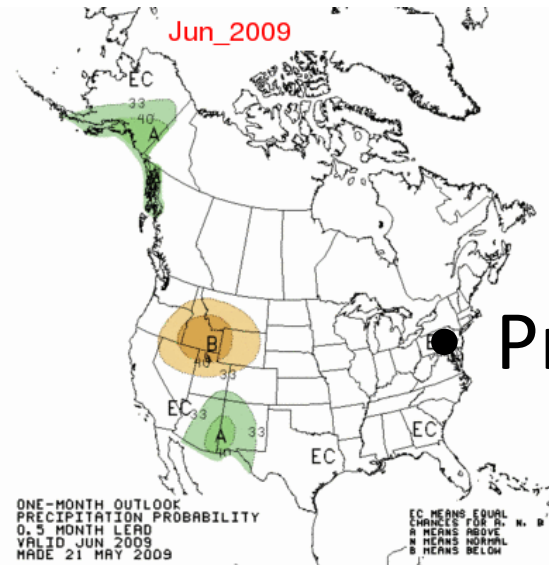 Jun_2009
EC
33
40
A
B
40
33
EC
33
A
33
40
EC
EC
Pr
ONE-MONTH OUTLOOK
PRECIPITATION PROBABILITY
0.5 MONTH LEAD
VALID JUN 2009
MADE 21 MAY 2009
EC MEANS EQUAL
CHANCES FOR A, N, B
A MEANS ABOVE
N MEANS NORMAL
B MEANS BELOW